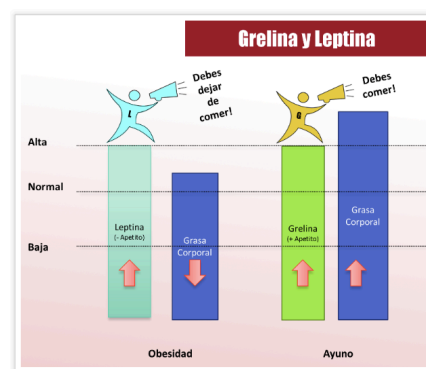 Grelina y Leptina
Debes
dejar
de
comer!
Debes
comer!
L
G
Alta
Normal
Baja
Leptina
(- Apetito)
Grasa
Corporal
Grelina
(+ Apetito)
Grasa
Corporal
Obesidad
Ayuno